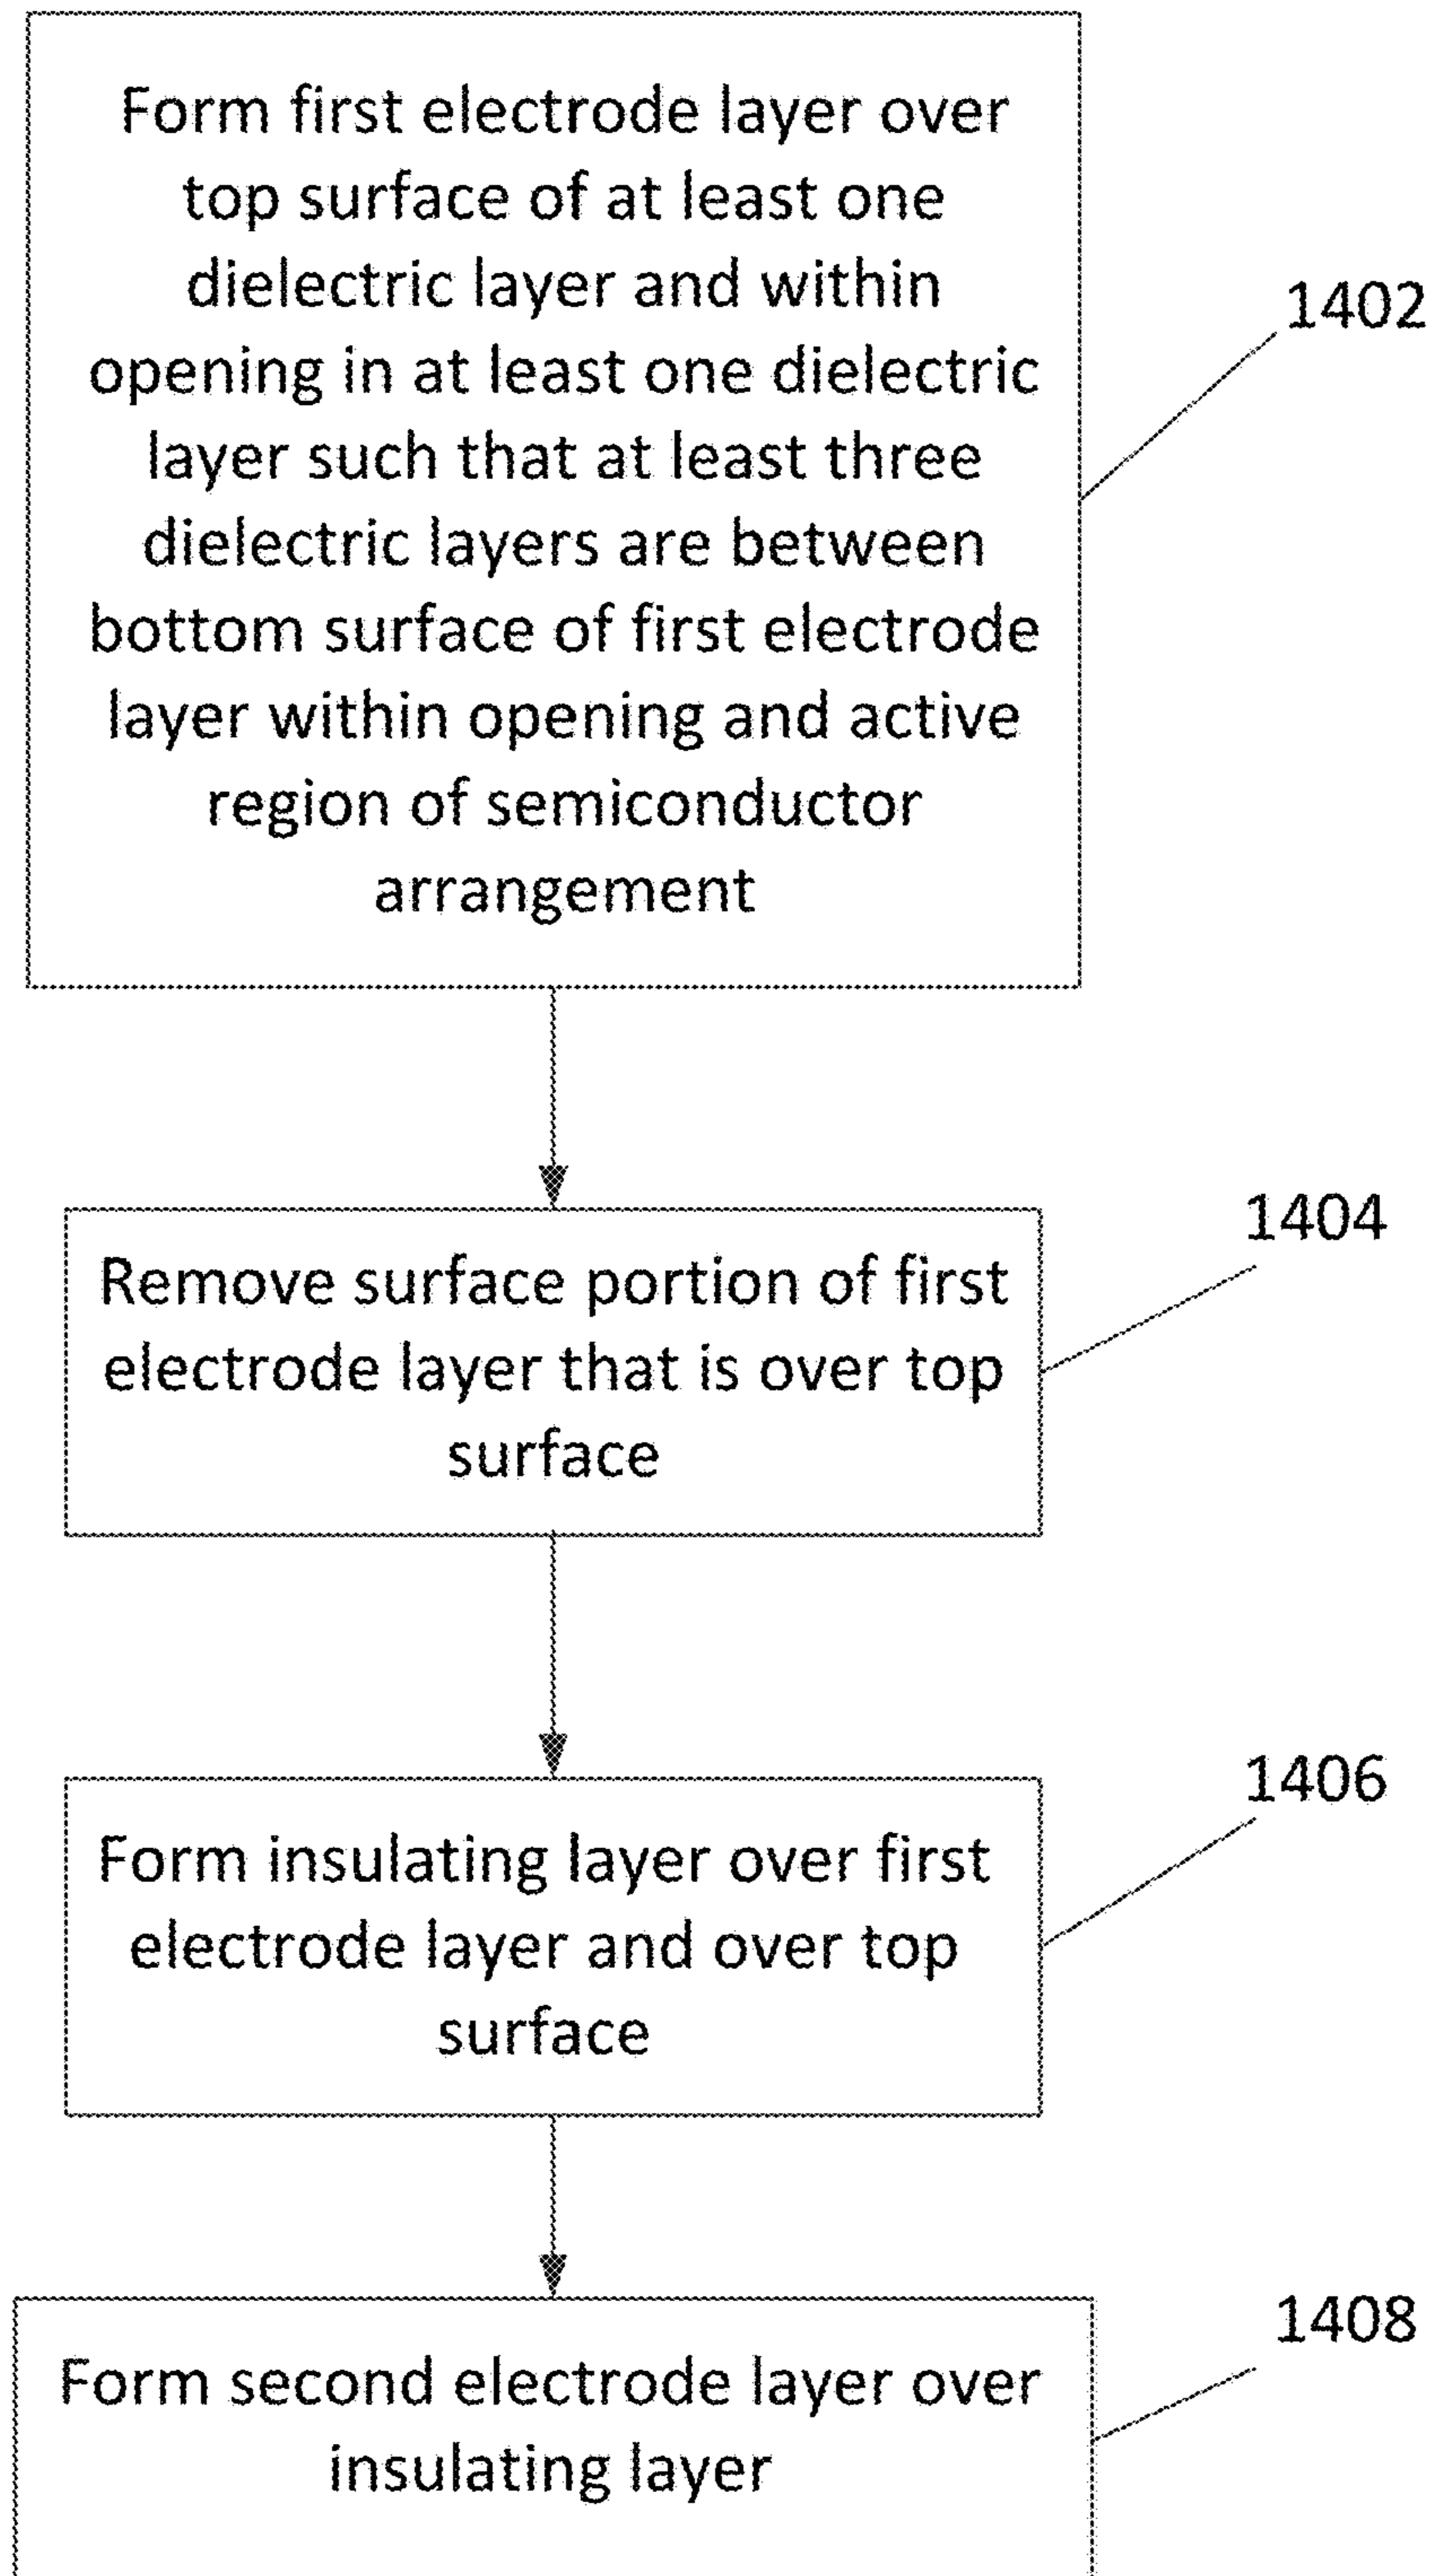 Form first electrode layer over
top surface of at least one
dielectric layer and within
opening in at least one dielectric
layer such that at least three
dielectric layers are between
bottom surface of first electrode
layer within opening and active
region of semiconductor
arrangement
1402
Remove surface portion of first
electrode layer that is over top
surface
1404
Form insulating layer over first
electrode layer and over top
surface
1406
Form second electrode layer over
insulating layer
1408